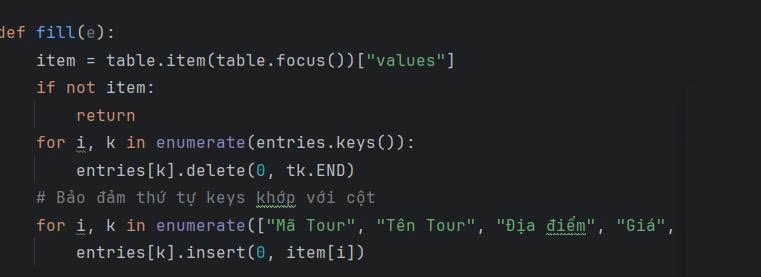 def fill(e):
    item = table.item(table.focus())["values"]
    if not item:
        return
    for i, k in enumerate(entries.keys()):
        entries[k].delete(0, tk.END)
    # Bảo đảm thứ tự keys khớp với cột
    for i, k in enumerate(["Mã Tour", "Tên Tour", "Địa điểm", "Giá",
        entries[k].insert(0, item[i])